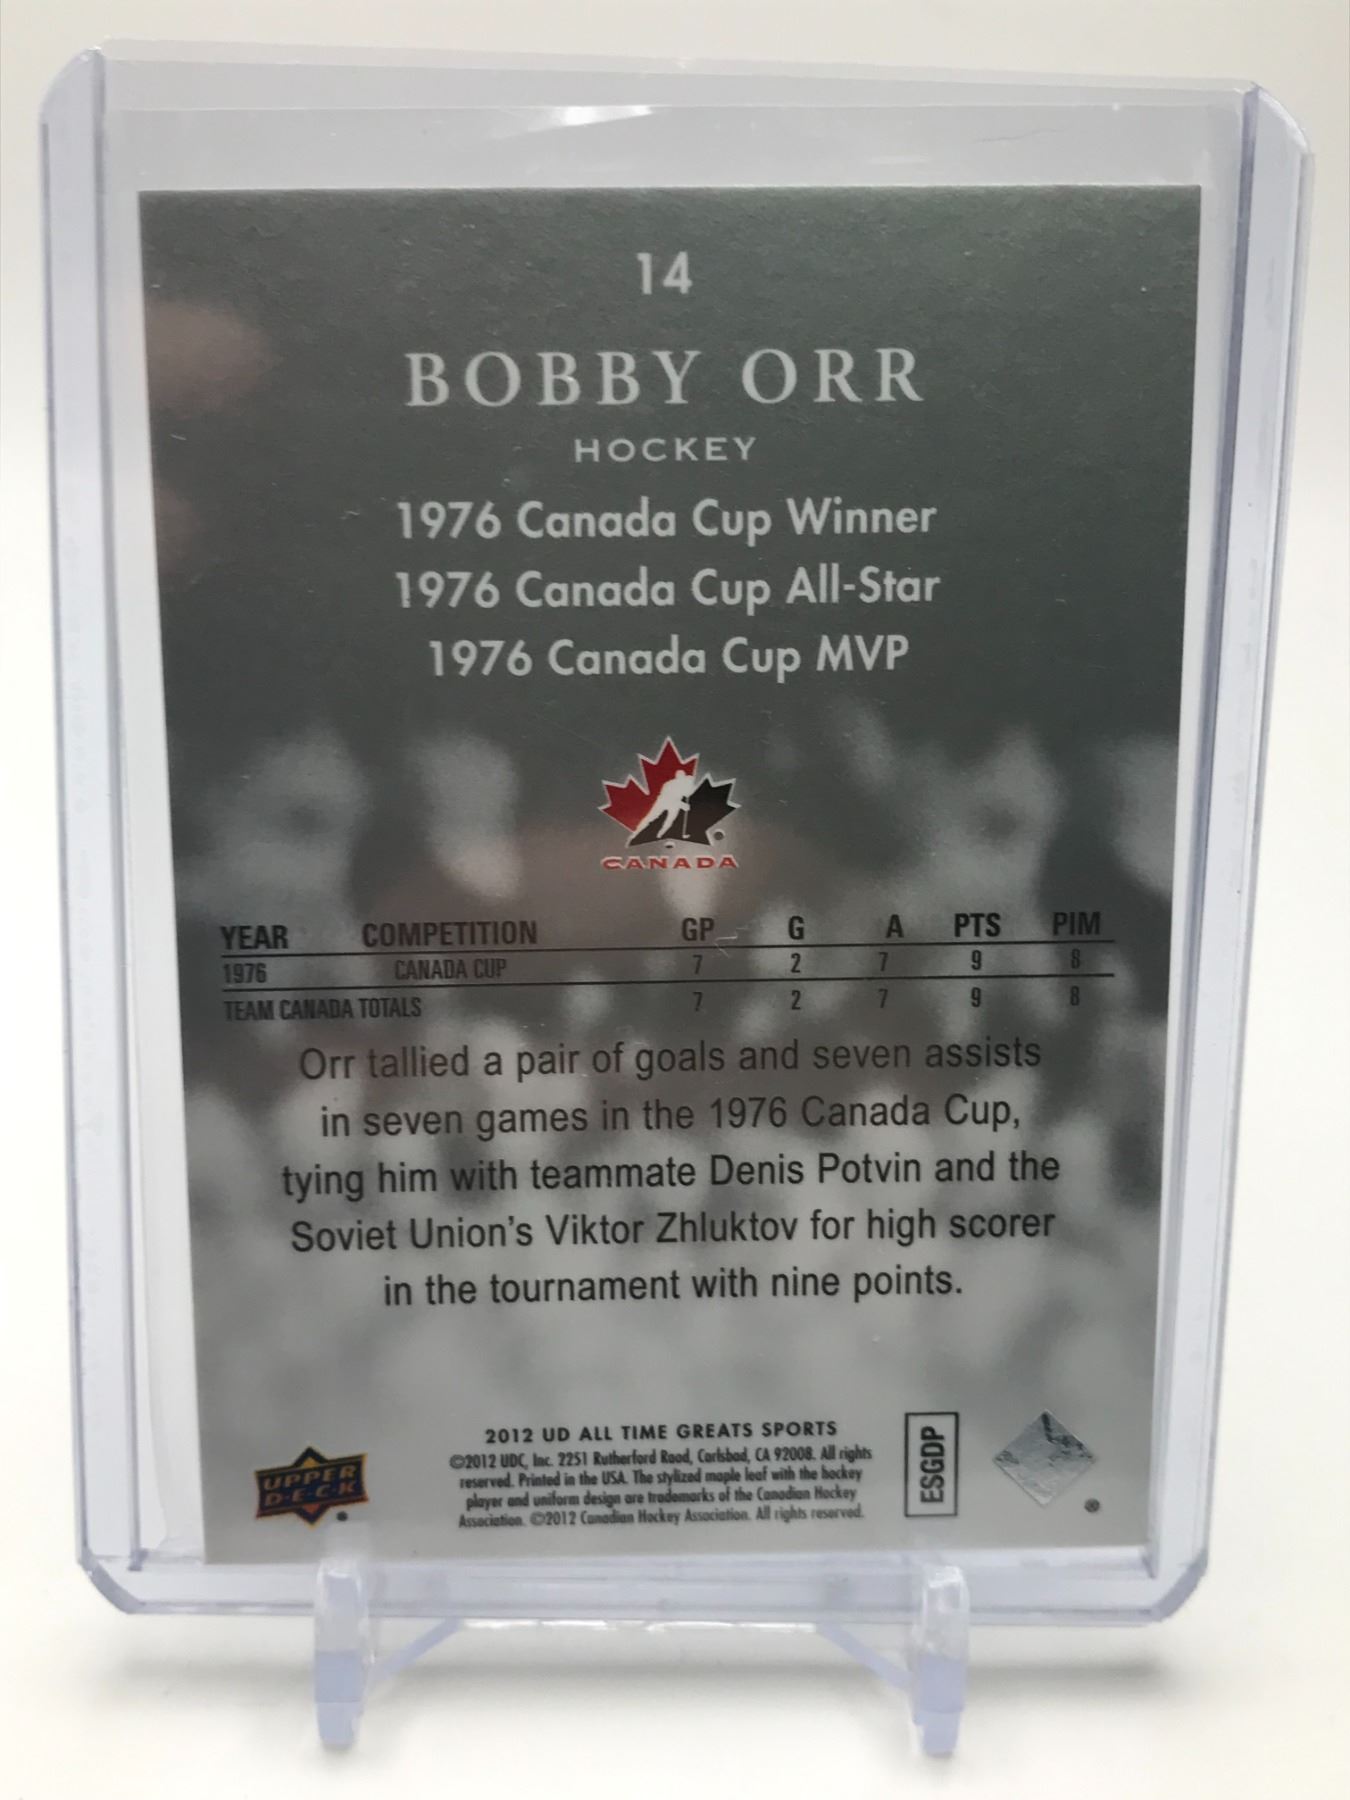 14
BOBBY ORR
HOCKEY
1976 Canada Cup Winner
1976 Canada Cup All-Star
1976 Canada Cup MVP
CANADA
YEAR COMPETITION GP G A PTS PIM
1976 CANADA CUP 7 2 7 9 8
TEAM CANADA TOTALS 7 2 7 9 8
Orr tallied a pair of goals and seven assists
in seven games in the 1976 Canada Cup,
tying him with teammate Denis Potvin and the
Soviet Union's Viktor Zhluktov for high scorer
in the tournament with nine points.
UPPER
D·E·C·K
2012 UD ALL TIME GREATS SPORTS
©2012 UDC, Inc. 2251 Rutherford Road, Carlsbad, CA 92008. All rights
reserved. Printed in the USA. The stylized maple leaf with the hockey
player and uniform design are trademarks of the Canadian Hockey
Association. ©2012 Canadian Hockey Association. All rights reserved.
ESGDP
®